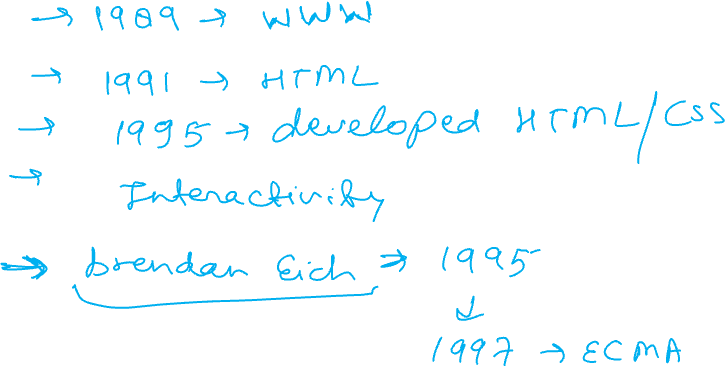 → 1989 → WWW
→ 1991 → HTML
→ 1995 → developed HTML/CSS
→ Interactivity
→ brendan Eich → 1995
↓
1997 → ECMA